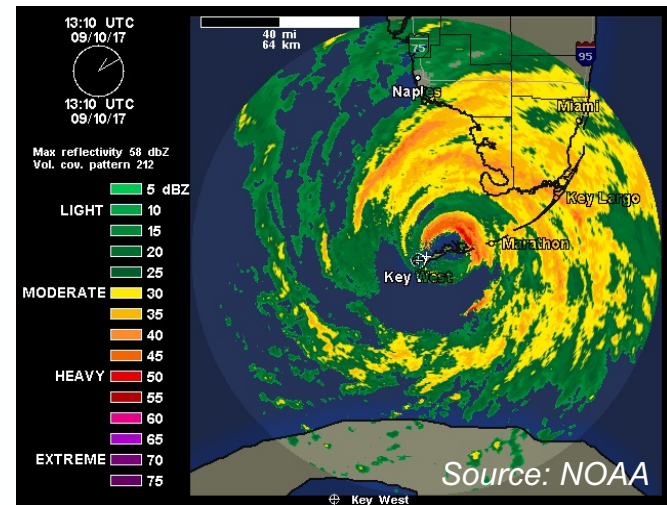 13:10 UTC
09/10/17
13:10 UTC
09/10/17
Max reflectivity 58 dbZ
Vol. cov. pattern 212
5 dBZ
LIGHT 10
15
20
25
MODERATE 30
35
40
45
HEAVY 50
55
60
65
EXTREME 70
75
40 mi
64 km
75
95
Naples
Miami
Key Largo
Marathon
Key West
Source: NOAA
Key West